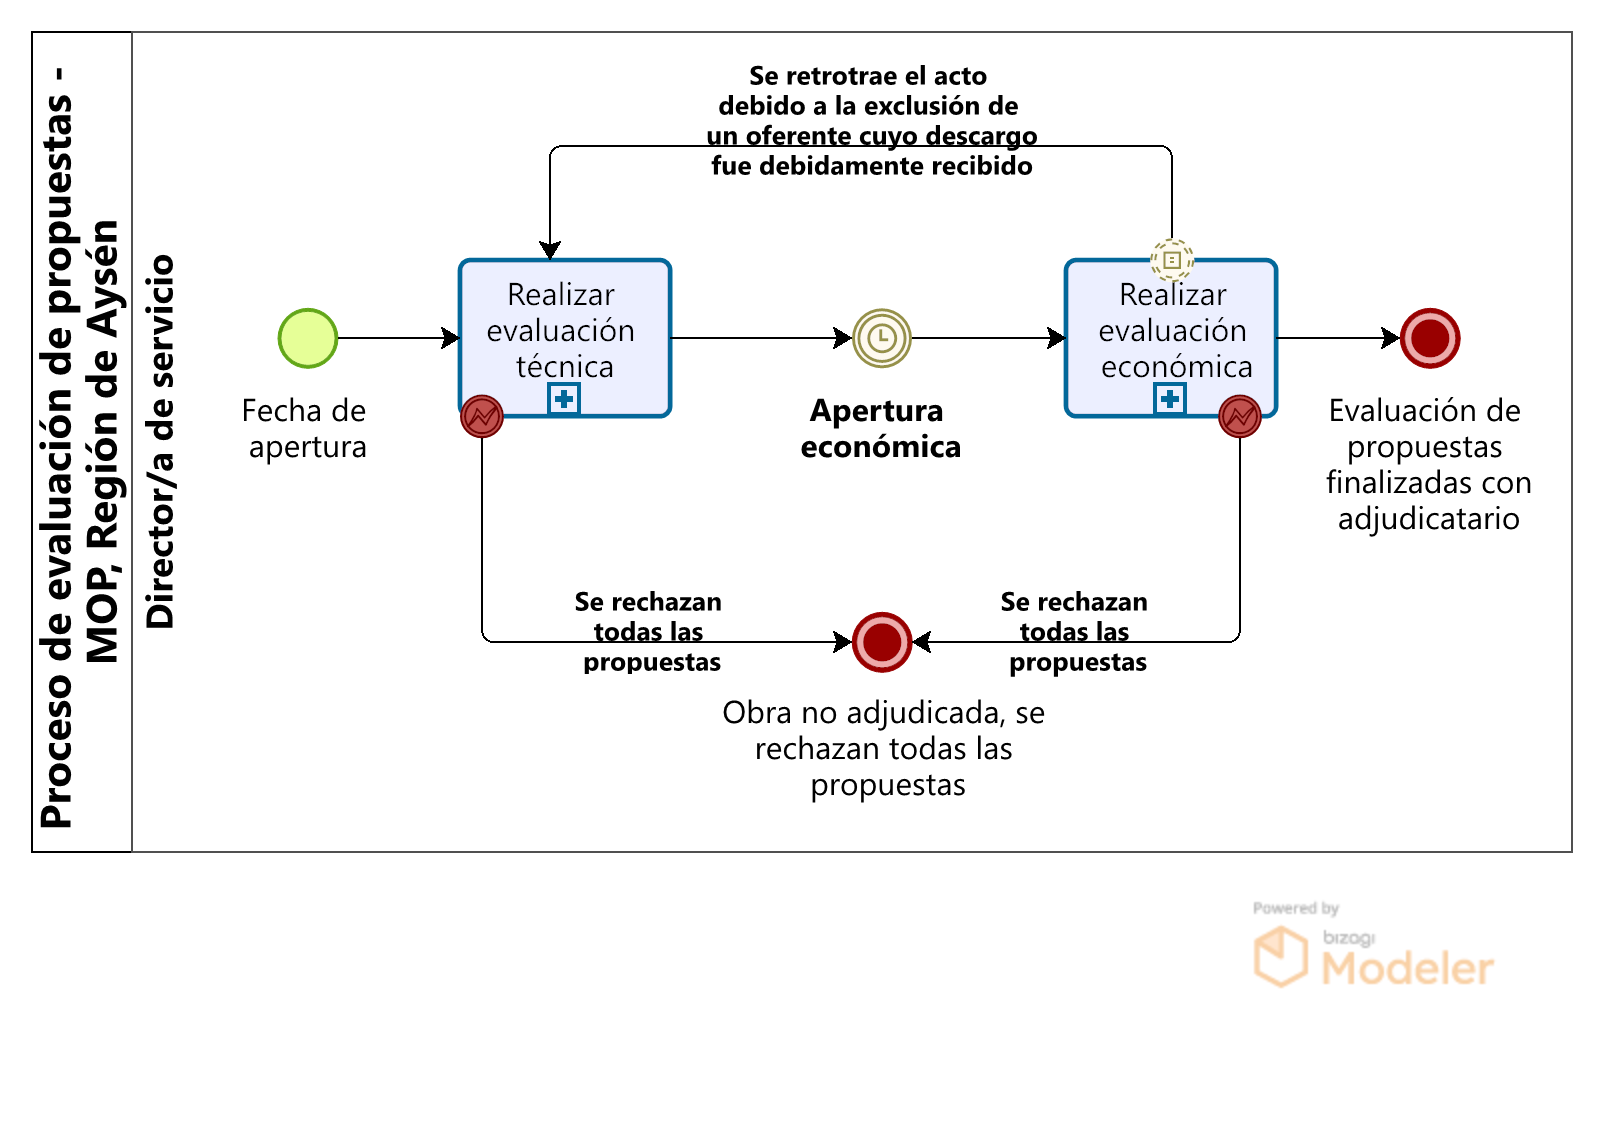 Proceso de evaluación de propuestas -
MOP, Región de Aysén
Director/a de servicio
Se retrotrae el acto
debido a la exclusión de
un oferente cuyo descargo
fue debidamente recibido
Fecha de
apertura
Realizar
evaluación
técnica
Apertura
económica
Realizar
evaluación
económica
Evaluación de
propuestas
finalizadas con
adjudicatario
Se rechazan
todas las
propuestas
Se rechazan
todas las
propuestas
Obra no adjudicada, se
rechazan todas las
propuestas
Powered by
bizagi
Modeler